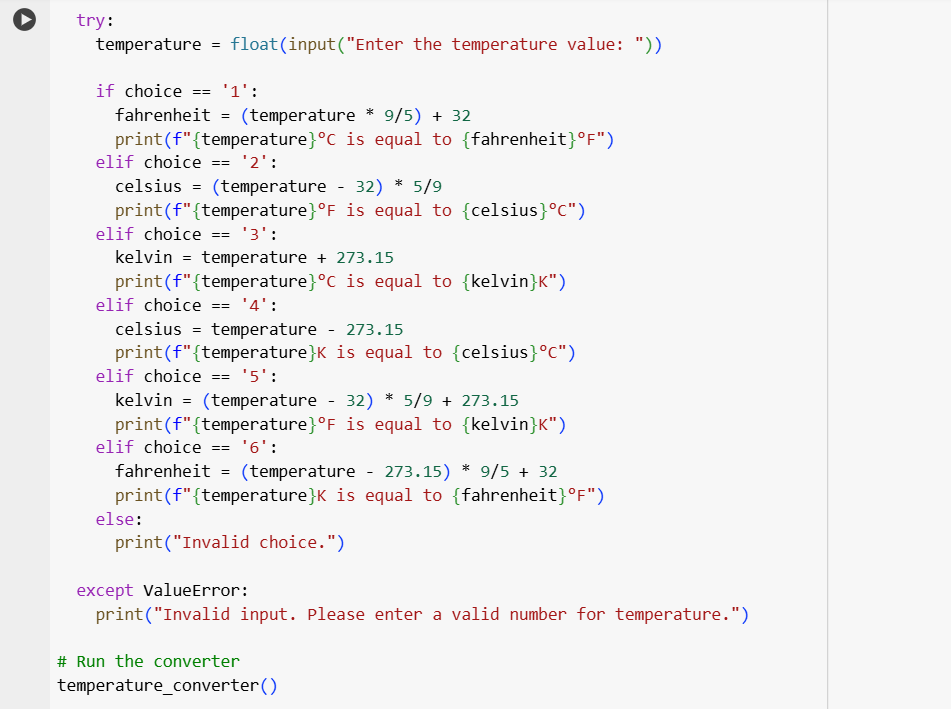 try:
temperature = float(input("Enter the temperature value: "))
if choice == '1':
fahrenheit = (temperature * 9/5) + 32
print(f"{temperature}°C is equal to {fahrenheit}°F")
elif choice == '2':
celsius = (temperature - 32) * 5/9
print(f"{temperature}°F is equal to {celsius}°C")
elif choice == '3':
kelvin = temperature + 273.15
print(f"{temperature}°C is equal to {kelvin}K")
elif choice == '4':
celsius = temperature - 273.15
print(f"{temperature}K is equal to {celsius}°C")
elif choice == '5':
kelvin = (temperature - 32) * 5/9 + 273.15
print(f"{temperature}°F is equal to {kelvin}K")
elif choice == '6':
fahrenheit = (temperature - 273.15) * 9/5 + 32
print(f"{temperature}K is equal to {fahrenheit}°F")
else:
print("Invalid choice.")
except ValueError:
print("Invalid input. Please enter a valid number for temperature.")
# Run the converter
temperature_converter()